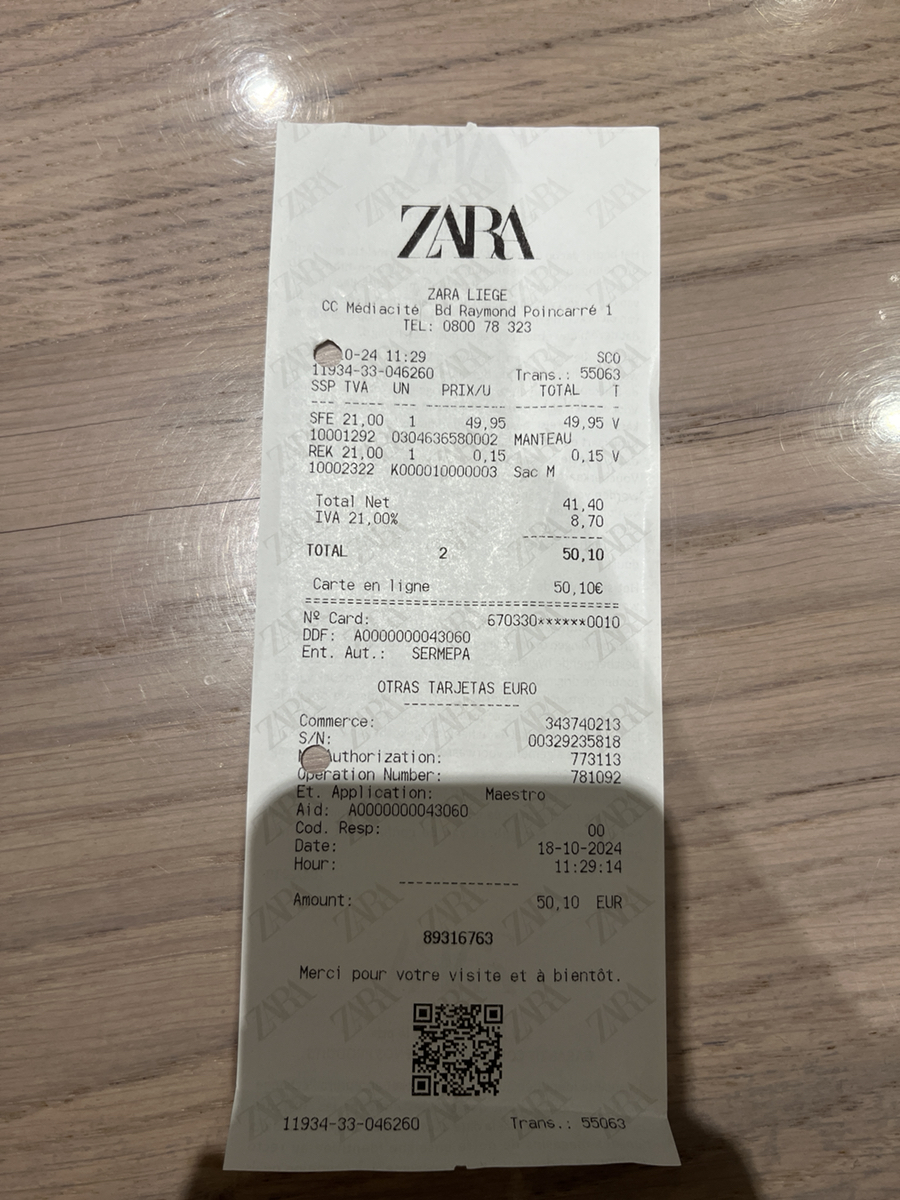 ZARA
ZARA LIEGE
CC Médiacité Bd Raymond Poincarré 1
TEL: 0800 78 323
0-24 11:29 SCO
11934-33-046260 Trans.: 55063
SSP TVA UN PRIX/U TOTAL T
SFE 21,00 1 49,95 49,95 V
10001292 0304636580002 MANTEAU
REK 21,00 1 0,15 0,15 V
10002322 K000010000003 Sac M
Total Net 41,40
IVA 21,00% 8,70
TOTAL 2 50,10
Carte en ligne 50,10€
Nº Card: 670330******0010
DDF: A0000000043060
Ent. Aut.: SERMEPA
OTRAS TARJETAS EURO
Commerce: 343740213
S/N: 00329235818
uthorization: 773113
Operation Number: 781092
Et. Application: Maestro
Aid: A0000000043060
Cod. Resp: 00
Date: 18-10-2024
Hour: 11:29:14
Amount: 50,10 EUR
89316763
Merci pour votre visite et à bientôt.
11934-33-046260 Trans.: 55063